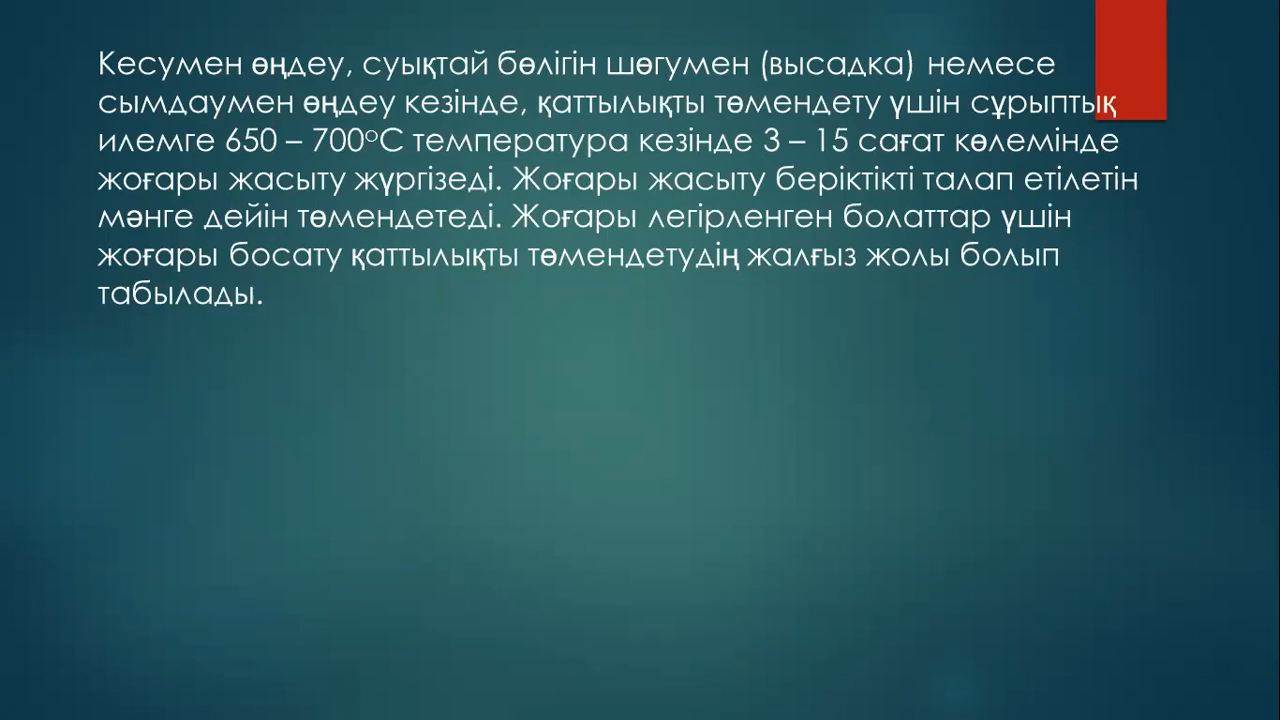 Кесумен өңдеу, суықтай бөлігін шөгумен (высадка) немесе
сымдаумен өңдеу кезінде, қаттылықты төмендету үшін сұрыптық
илемге 650 – 700°С температура кезінде 3 – 15 сағат көлемінде
жоғары жасыту жүргізеді. Жоғары жасыту беріктікті талап етілетін
мәнге дейін төмендетеді. Жоғары легірленген болаттар үшін
жоғары босату қаттылықты төмендетудің жалғыз жолы болып
табылады.